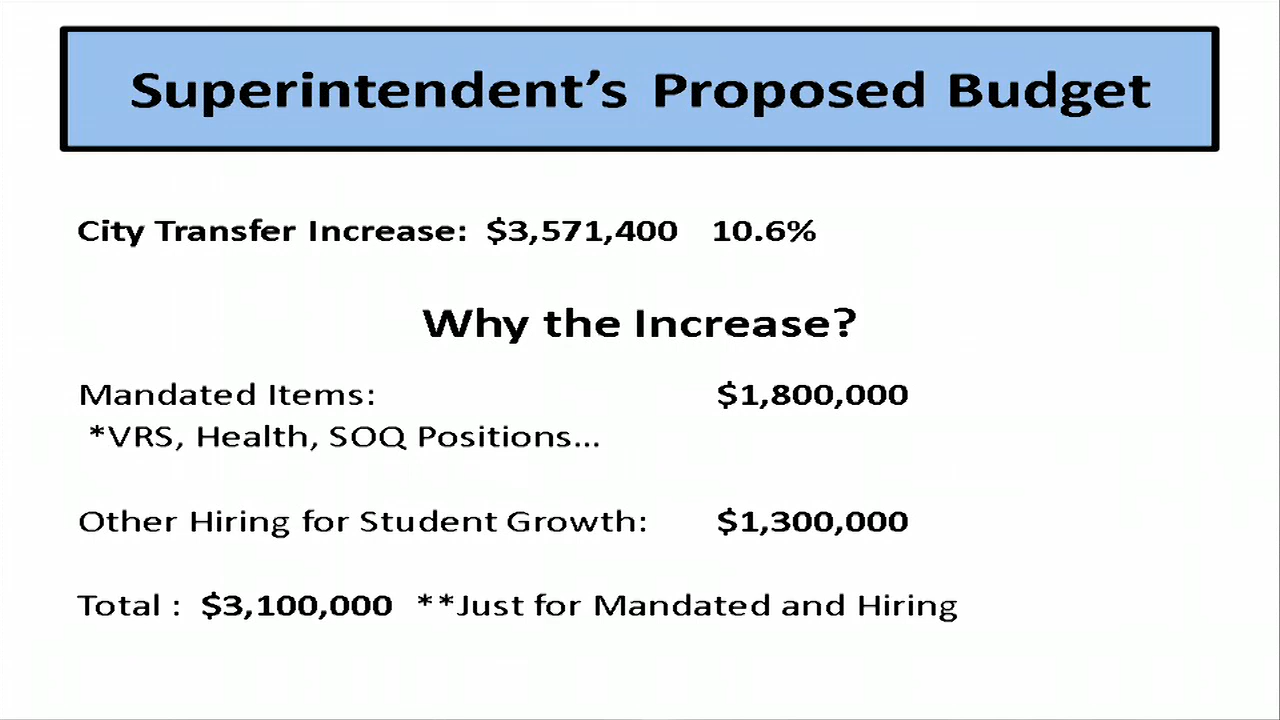 Superintendent’s Proposed Budget
City Transfer Increase: $3,571,400 10.6%
Why the Increase?
Mandated Items: $1,800,000
*VRS, Health, SOQ Positions...
Other Hiring for Student Growth: $1,300,000
Total : $3,100,000 **Just for Mandated and Hiring